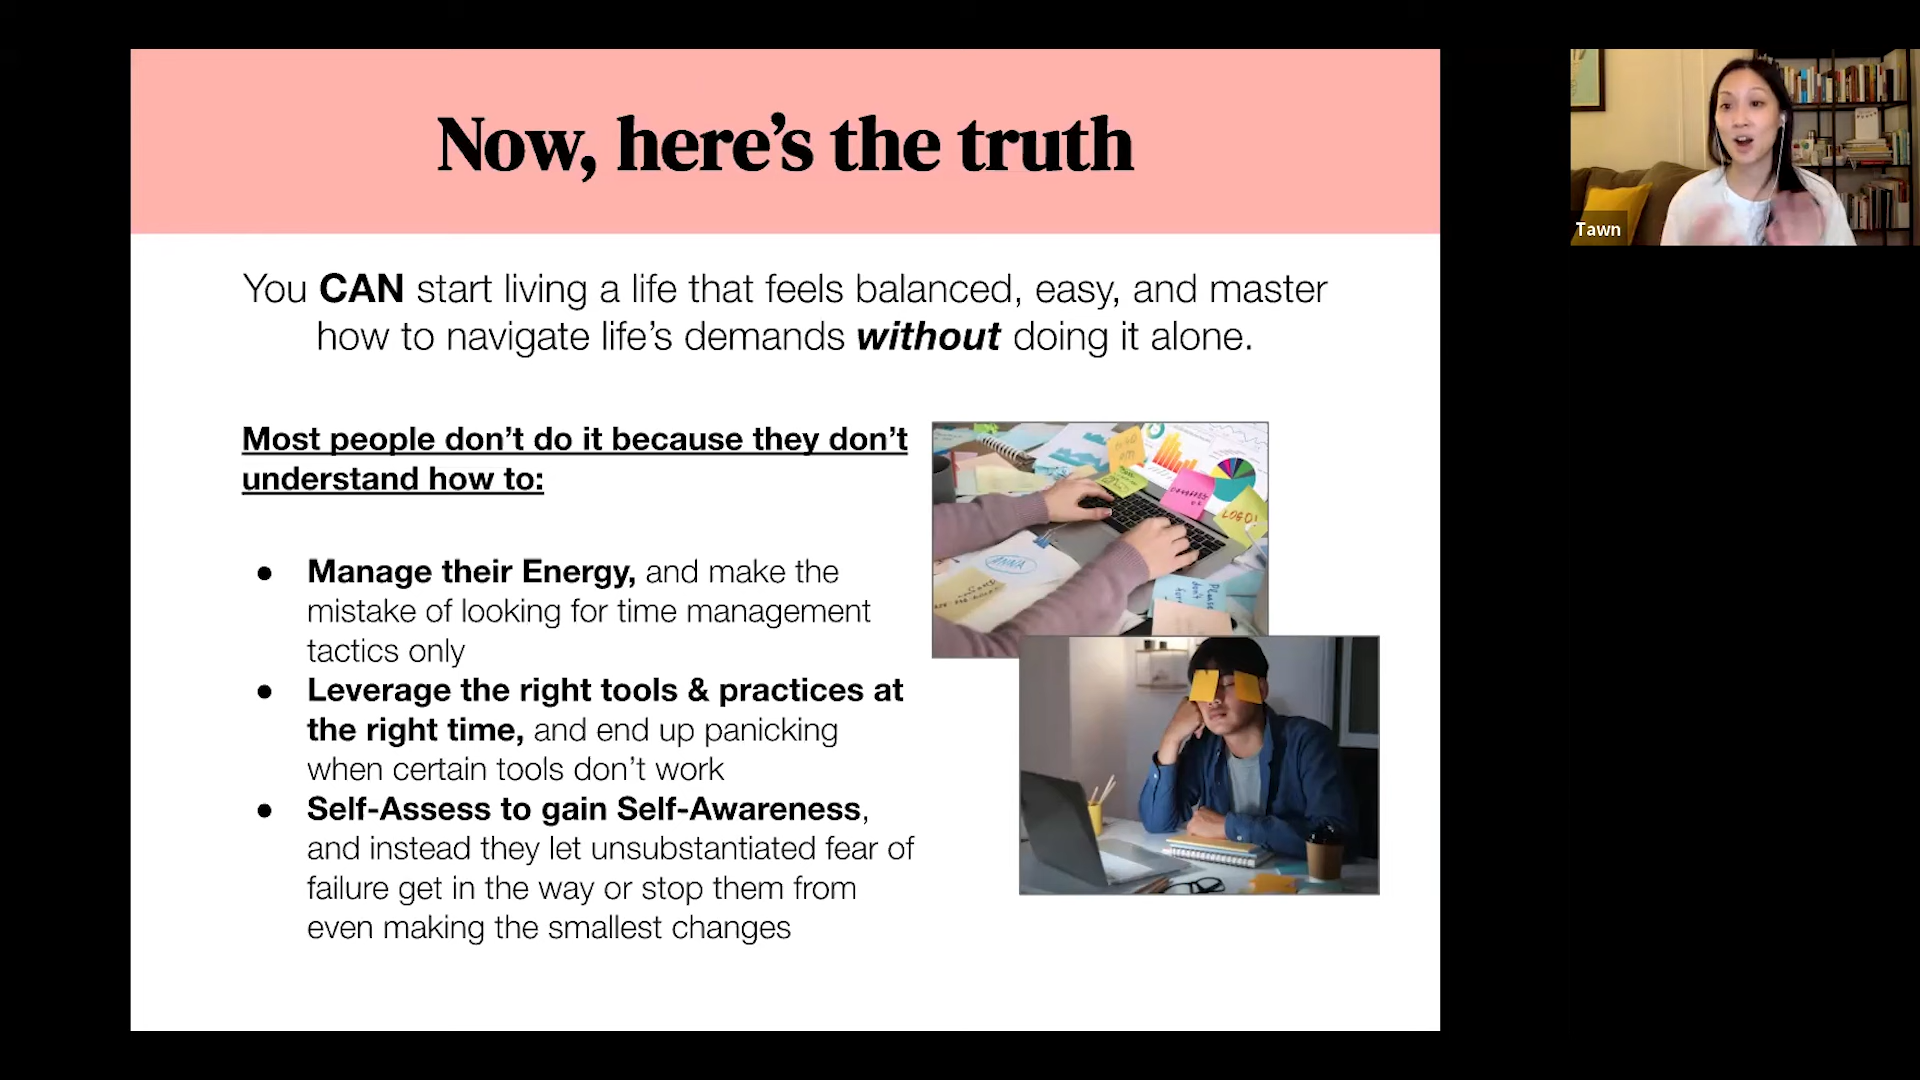 Now, here’s the truth
Tawn
You CAN start living a life that feels balanced, easy, and master
how to navigate life’s demands without doing it alone.
Most people don’t do it because they don’t
understand how to:
● Manage their Energy, and make the
mistake of looking for time management
tactics only
● Leverage the right tools & practices at
the right time, and end up panicking
when certain tools don’t work
● Self-Assess to gain Self-Awareness,
and instead they let unsubstantiated fear of
failure get in the way or stop them from
even making the smallest changes
LOGO!
ANNA
Please
don't